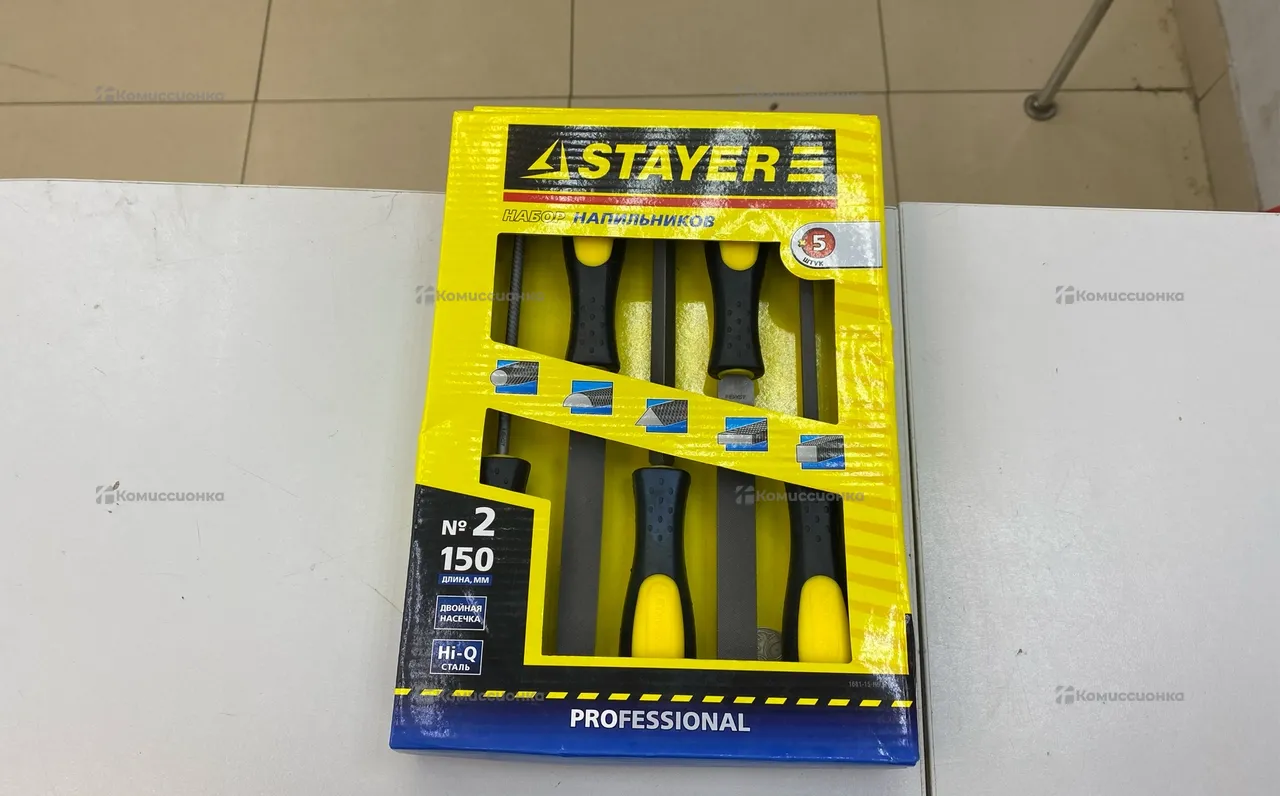 STAYER
НАБОР НАПИЛЬНИКОВ
5
ШТУК
№ 2
150
ДЛИНА, ММ
ДВОЙНАЯ
НАСЕЧКА
Hi-Q
СТАЛЬ
PROFESSIONAL
Комиссионка
Комиссионка
Комиссионка
Комиссионка
Комиссионка
Комиссионка
Комиссионка
Комиссионка